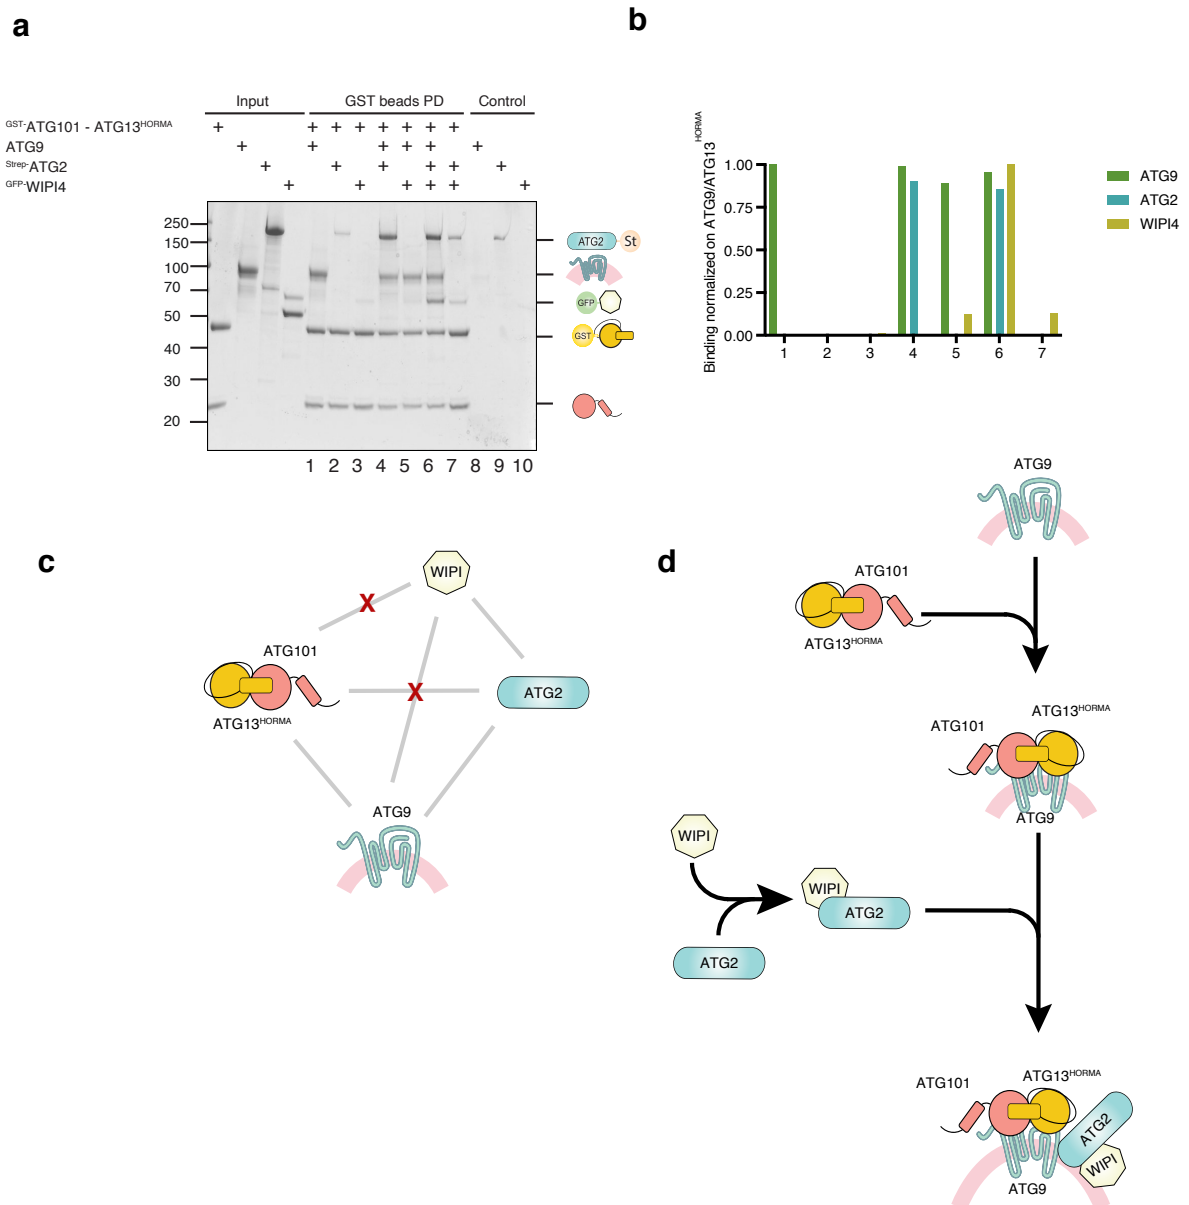 a
Input GST beads PD Control
GST-ATG101 - ATG13HORMA + + + + + + + +
ATG9 + + + + + +
Strep-ATG2 + + + + + +
GFP-WIPI4 + + + + + +
250
150
100
70
50
40
30
20
ATG2 St
GFP
GST
1 2 3 4 5 6 7 8 9 10
b
Binding normalized on ATG9/ATG13HORMA
1.00
0.75
0.50
0.25
0.00
1 2 3 4 5 6 7
ATG9
ATG2
WIPI4
c
WIPI
X
ATG101
X
ATG2
ATG13HORMA
ATG9
d
ATG9
ATG101
ATG13HORMA
ATG13HORMA
ATG101
ATG9
WIPI
WIPI
ATG2
ATG2
ATG13HORMA
ATG101
ATG2
WIPI
ATG9